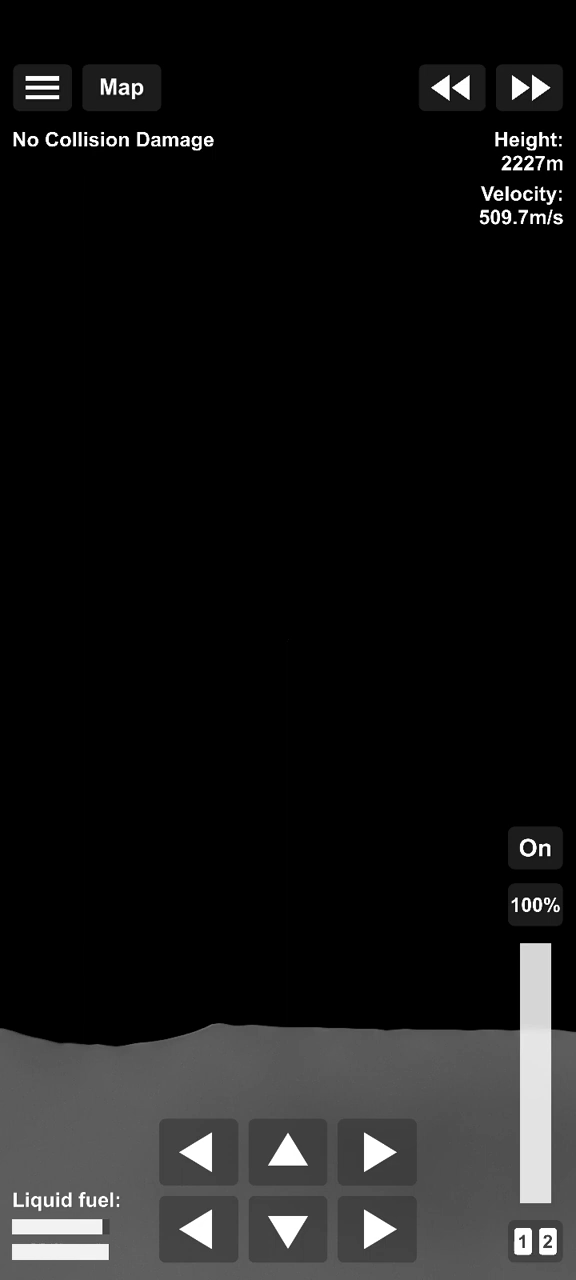 Map
No Collision Damage
Height:
2227m
Velocity:
509.7m/s
On
100%
Liquid fuel:
1 2